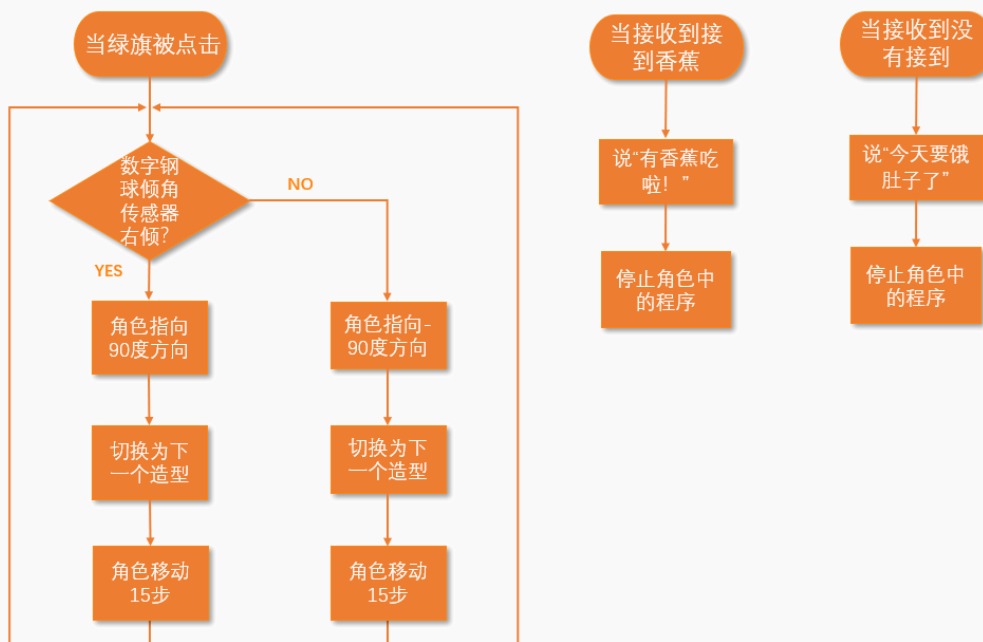 当绿旗被点击
数字钢
球倾角
传感器
右倾?
NO
YES
角色指向
90度方向
角色指向-
90度方向
切换为下
一个造型
切换为下
一个造型
角色移动
15步
角色移动
15步
当接收到接
到香蕉
说“有香蕉吃
啦！”
停止角色中
的程序
当接收到没
有接到
说“今天要饿
肚子了”
停止角色中
的程序